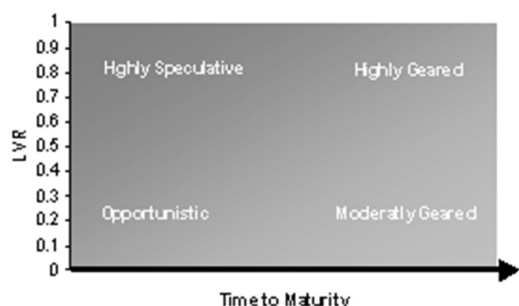 1
0.9
Hghly Speculative
Highly Geared
0.8
0.7
0.6
LVR
0.5
0.4
0.3
Opportunistic
Moderatly Geared
0.2
0.1
0
Time to Maturity